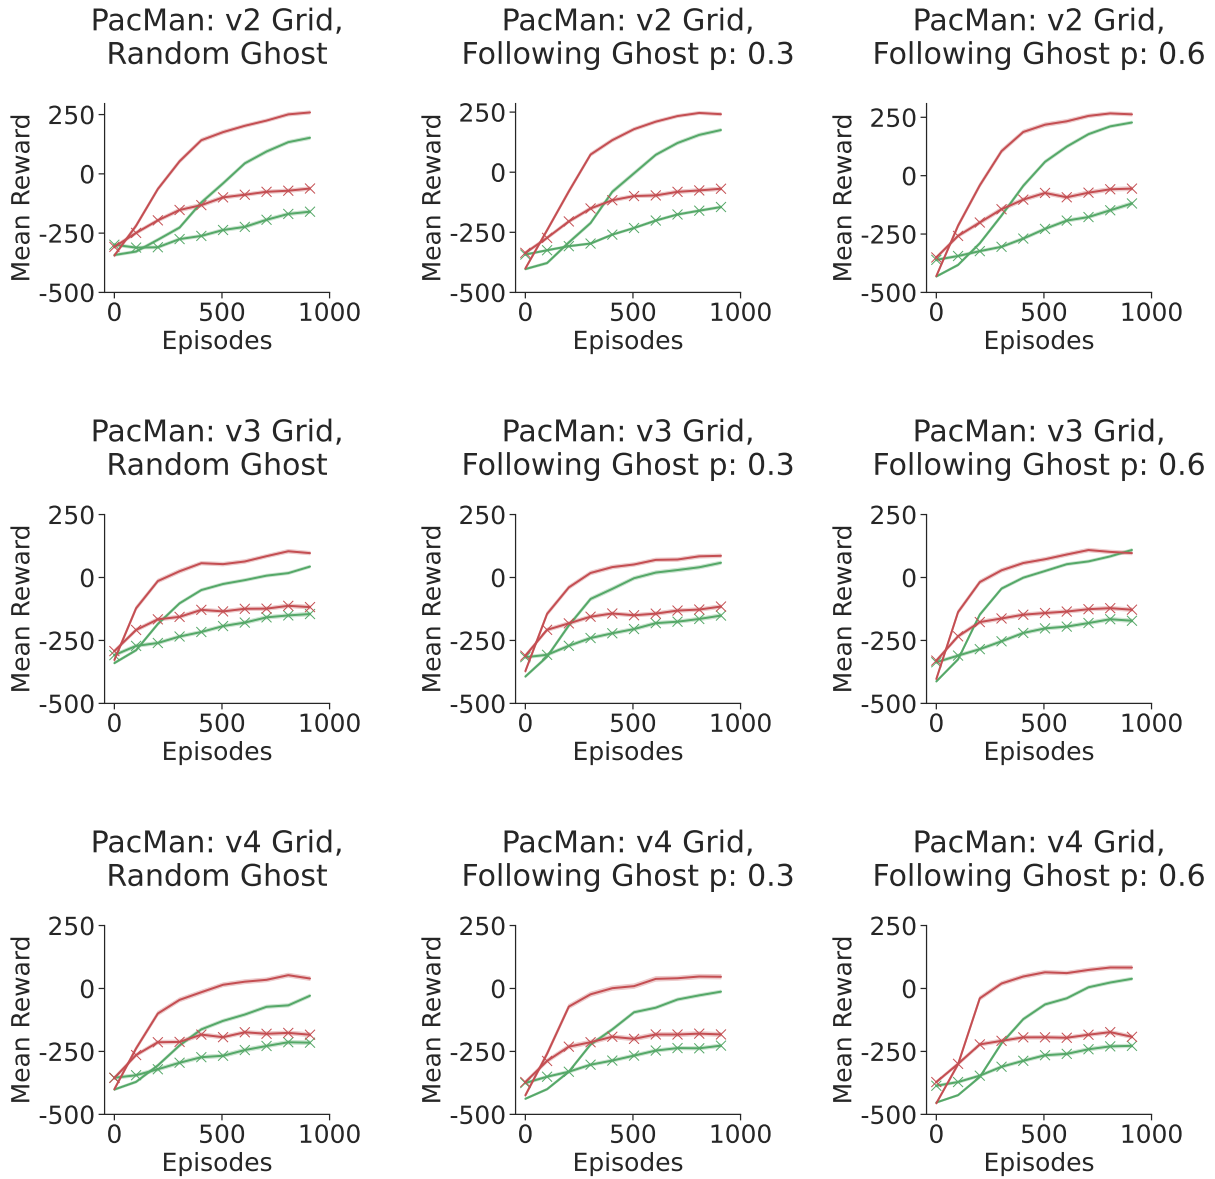 PacMan: v2 Grid,
Random Ghost
250
0
-250
-500
Mean Reward
0
500
1000
Episodes
PacMan: v2 Grid,
Following Ghost p: 0.3
250
0
-250
-500
Mean Reward
0
500
1000
Episodes
PacMan: v2 Grid,
Following Ghost p: 0.6
250
0
-250
-500
Mean Reward
0
500
1000
Episodes
PacMan: v3 Grid,
Random Ghost
250
0
-250
-500
Mean Reward
0
500
1000
Episodes
PacMan: v3 Grid,
Following Ghost p: 0.3
250
0
-250
-500
Mean Reward
0
500
1000
Episodes
PacMan: v3 Grid,
Following Ghost p: 0.6
250
0
-250
-500
Mean Reward
0
500
1000
Episodes
PacMan: v4 Grid,
Random Ghost
250
0
-250
-500
Mean Reward
0
500
1000
Episodes
PacMan: v4 Grid,
Following Ghost p: 0.3
250
0
-250
-500
Mean Reward
0
500
1000
Episodes
PacMan: v4 Grid,
Following Ghost p: 0.6
250
0
-250
-500
Mean Reward
0
500
1000
Episodes